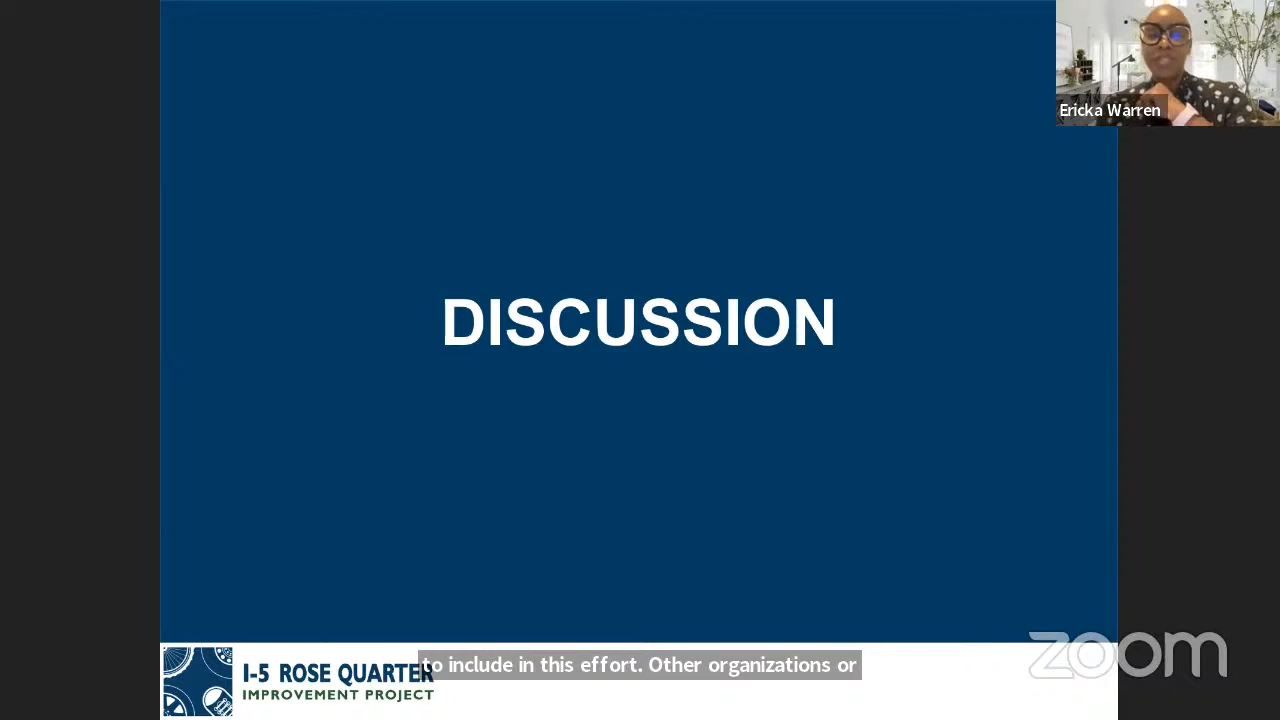 Ericka Warren
DISCUSSION
to include in this effort. Other organizations or
I-5 ROSE QUARTER
IMPROVEMENT PROJECT
zoom